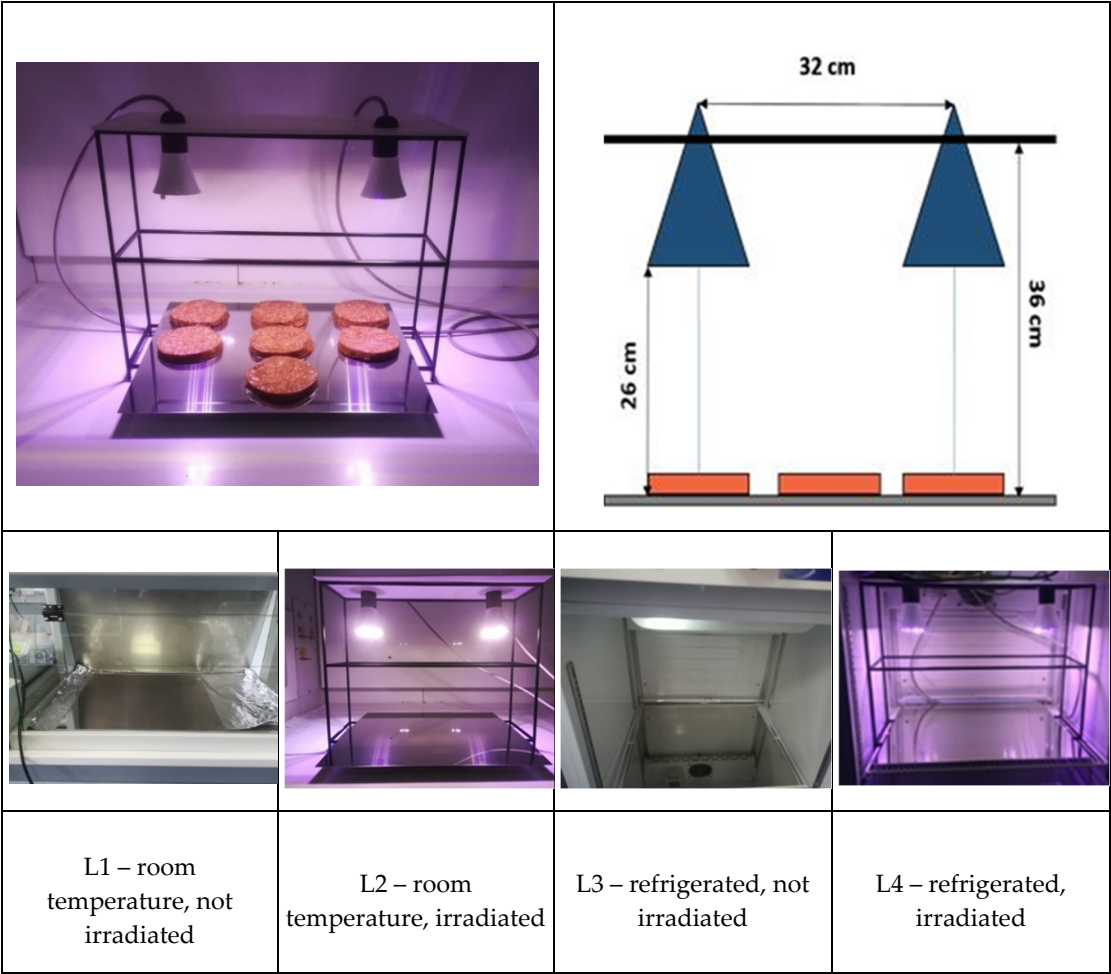 32 cm
26 cm
36 cm
L1 – room
temperature, not
irradiated
L2 – room
temperature, irradiated
L3 – refrigerated, not
irradiated
L4 – refrigerated,
irradiated